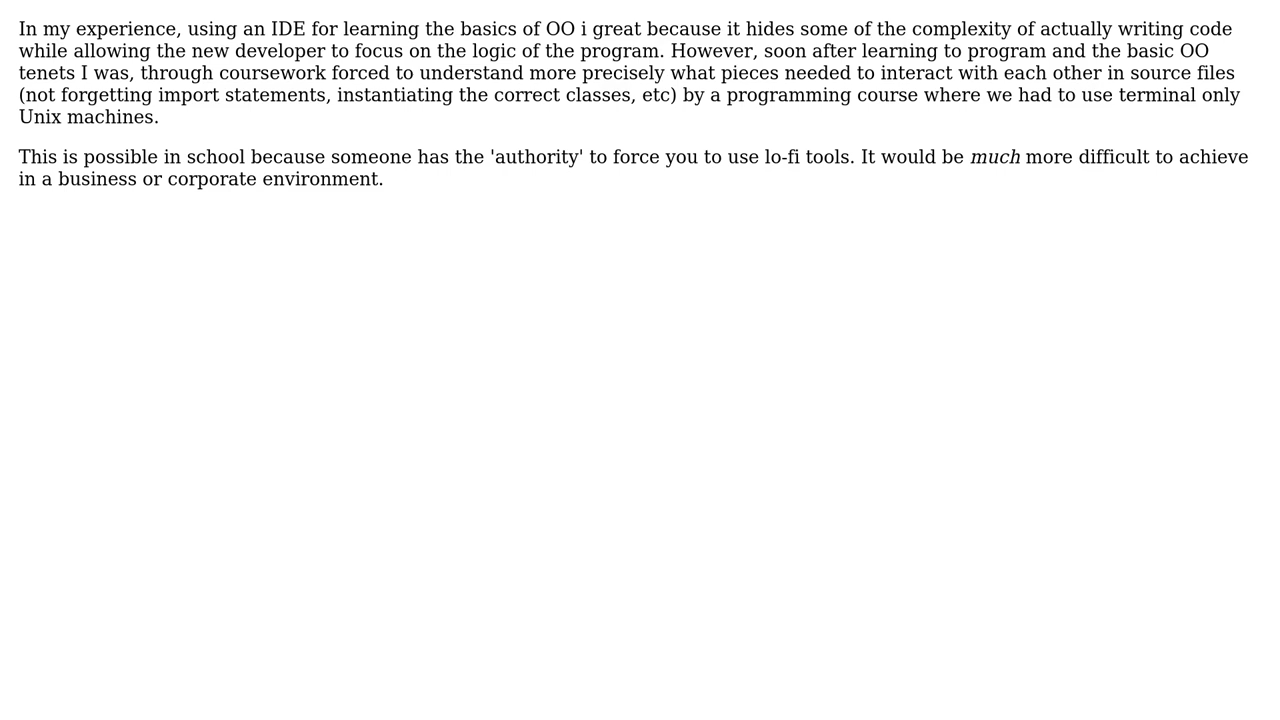 In my experience, using an IDE for learning the basics of OO i great because it hides some of the complexity of actually writing code
while allowing the new developer to focus on the logic of the program. However, soon after learning to program and the basic OO
tenets I was, through coursework forced to understand more precisely what pieces needed to interact with each other in source files
(not forgetting import statements, instantiating the correct classes, etc) by a programming course where we had to use terminal only
Unix machines.
This is possible in school because someone has the 'authority' to force you to use lo-fi tools. It would be much more difficult to achieve
in a business or corporate environment.